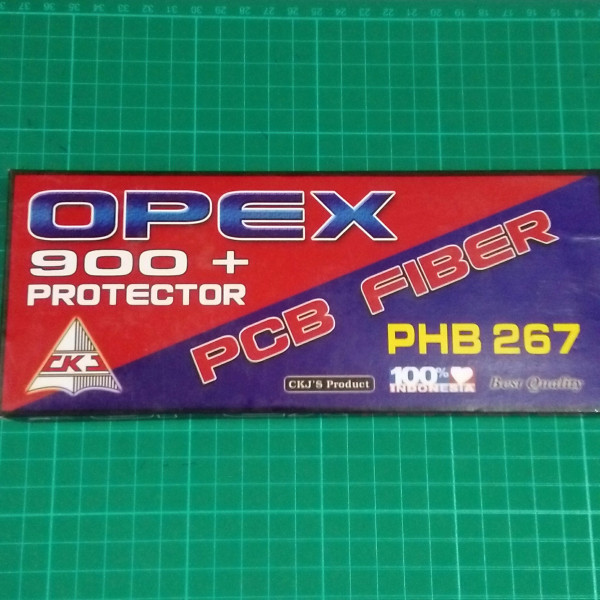 OPEX
900 +
PROTECTOR
PCB FIBER
PHB 267
CKJ'S Product
100%
INDONESIA
Best Quality